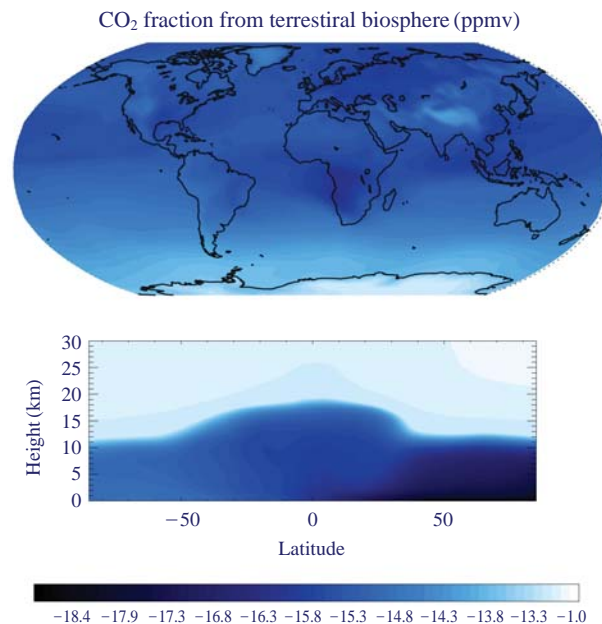 CO₂ fraction from terrestiral biosphere (ppmv)
30
25
20
15
10
5
0
Height (km)
−50 0 50
Latitude
−18.4 −17.9 −17.3 −16.8 −16.3 −15.8 −15.3 −14.8 −14.3 −13.8 −13.3 −1.0